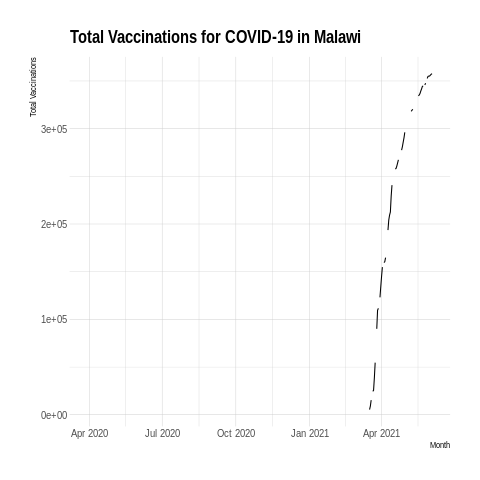 Total Vaccinations for COVID-19 in Malawi
Total Vaccinations
3e+05
2e+05
1e+05
0e+00
Apr 2020 Jul 2020 Oct 2020 Jan 2021 Apr 2021
Month